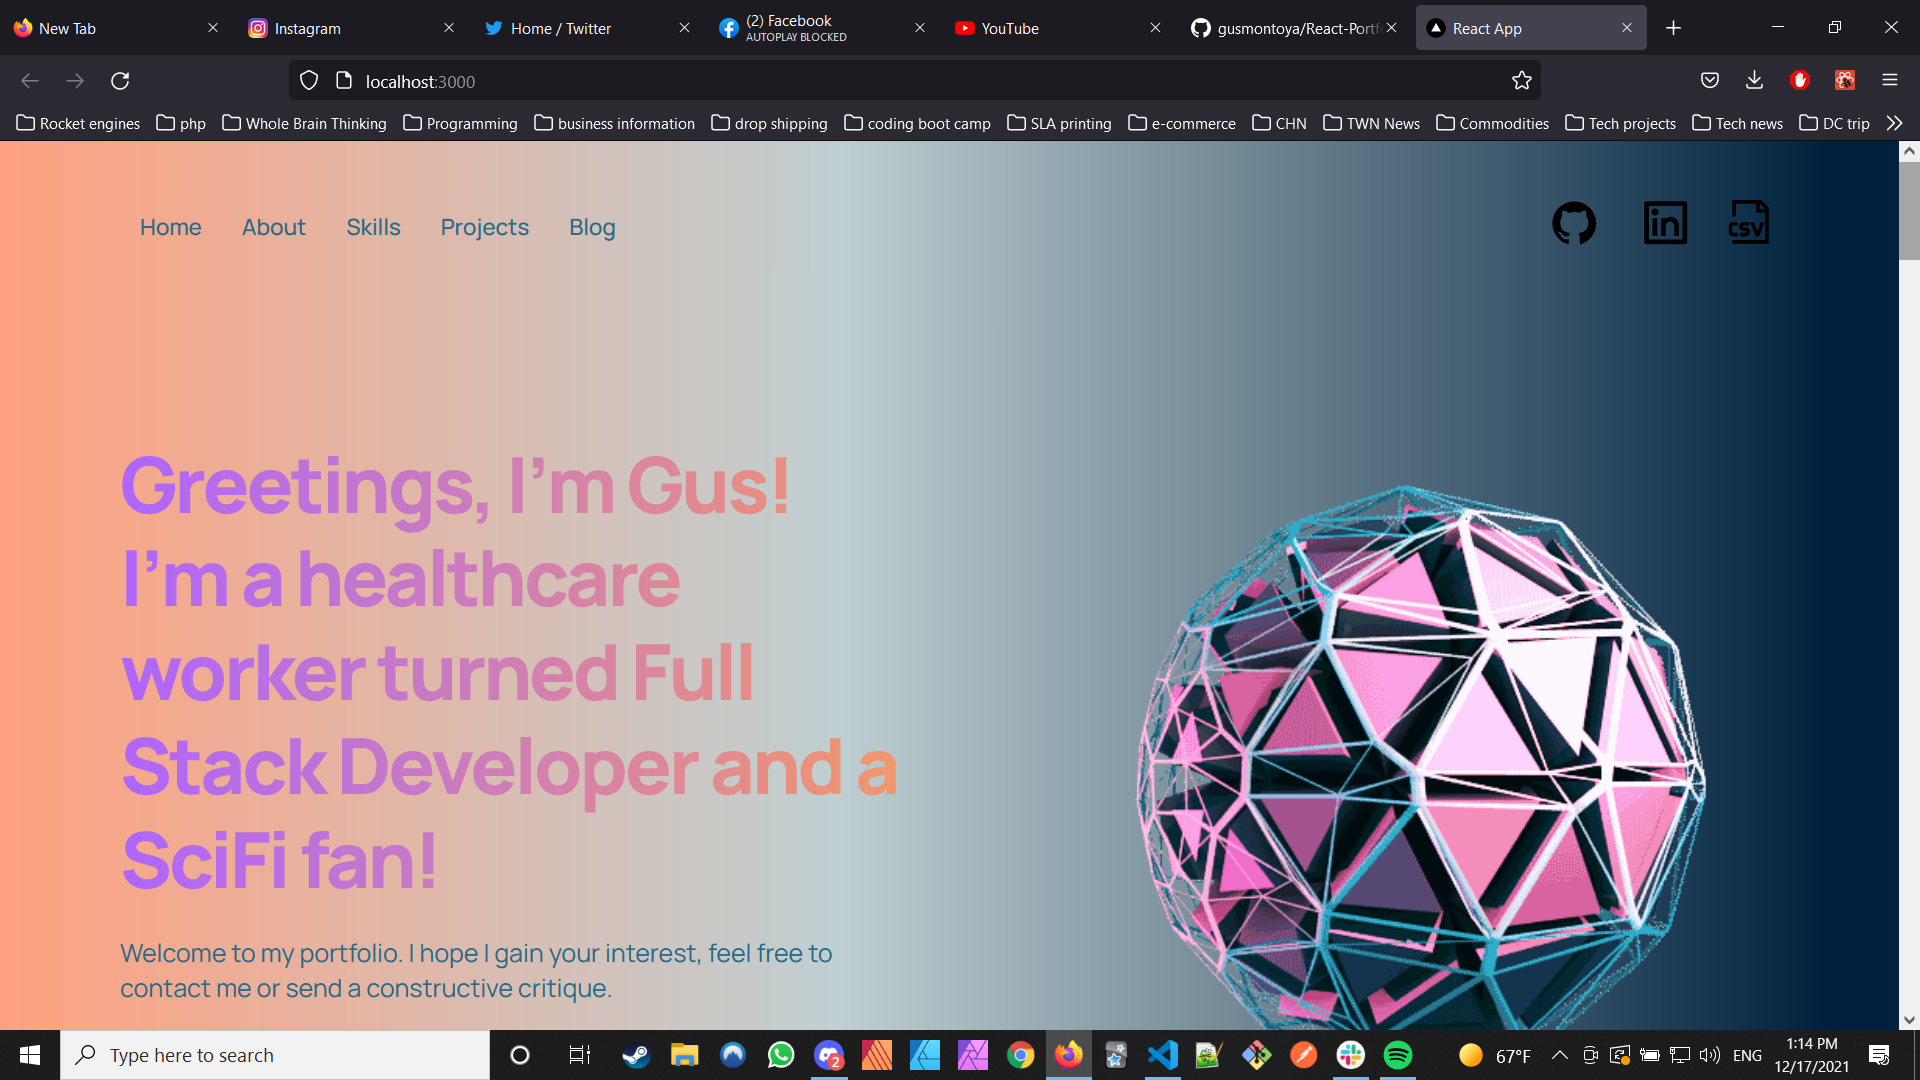 New Tab
Instagram
Home / Twitter
(2) Facebook
AUTOPLAY BLOCKED
YouTube
gusmontoya/React-Portf
React App
localhost:3000
Rocket engines
php
Whole Brain Thinking
Programming
business information
drop shipping
coding boot camp
SLA printing
e-commerce
CHN
TWN News
Commodities
Tech projects
Tech news
DC trip
Home
About
Skills
Projects
Blog
in
CSV
Greetings, I’m Gus!
I’m a healthcare
worker turned Full
Stack Developer and a
SciFi fan!
Welcome to my portfolio. I hope I gain your interest, feel free to
contact me or send a constructive critique.
Type here to search
2
67°F
ENG
1:14 PM
12/17/2021